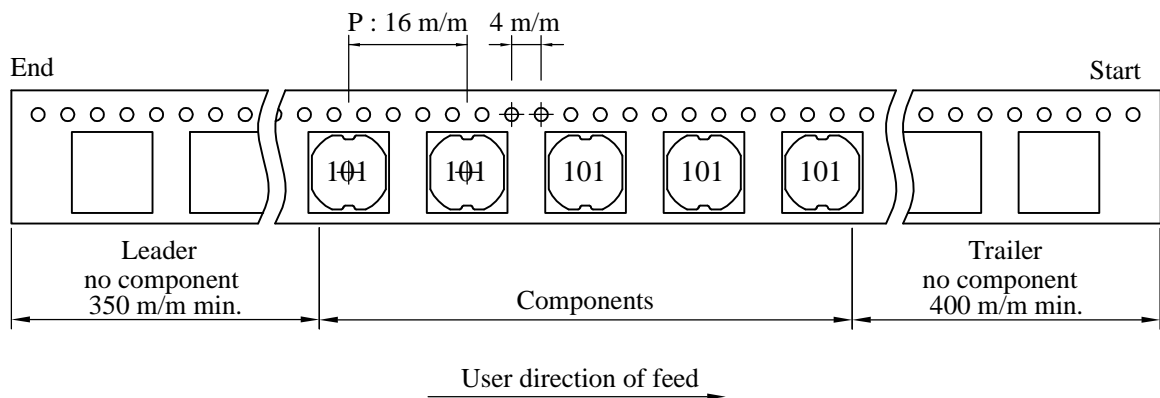 P : 16 m/m 4 m/m
End
Start
101 101 101 101 101
Leader
no component
350 m/m min.
Components
Trailer
no component
400 m/m min.
User direction of feed